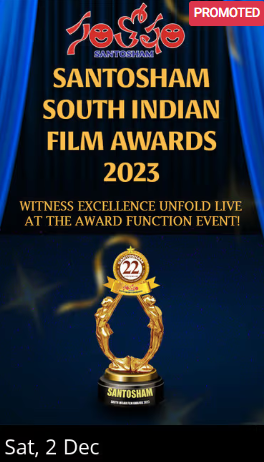 PROMOTED
సంతోషం
SANTOSHAM
SANTOSHAM
SOUTH INDIAN
FILM AWARDS
2023
WITNESS EXCELLENCE UNFOLD LIVE
AT THE AWARD FUNCTION EVENT!
22
SANTOSHAM
Sat, 2 Dec